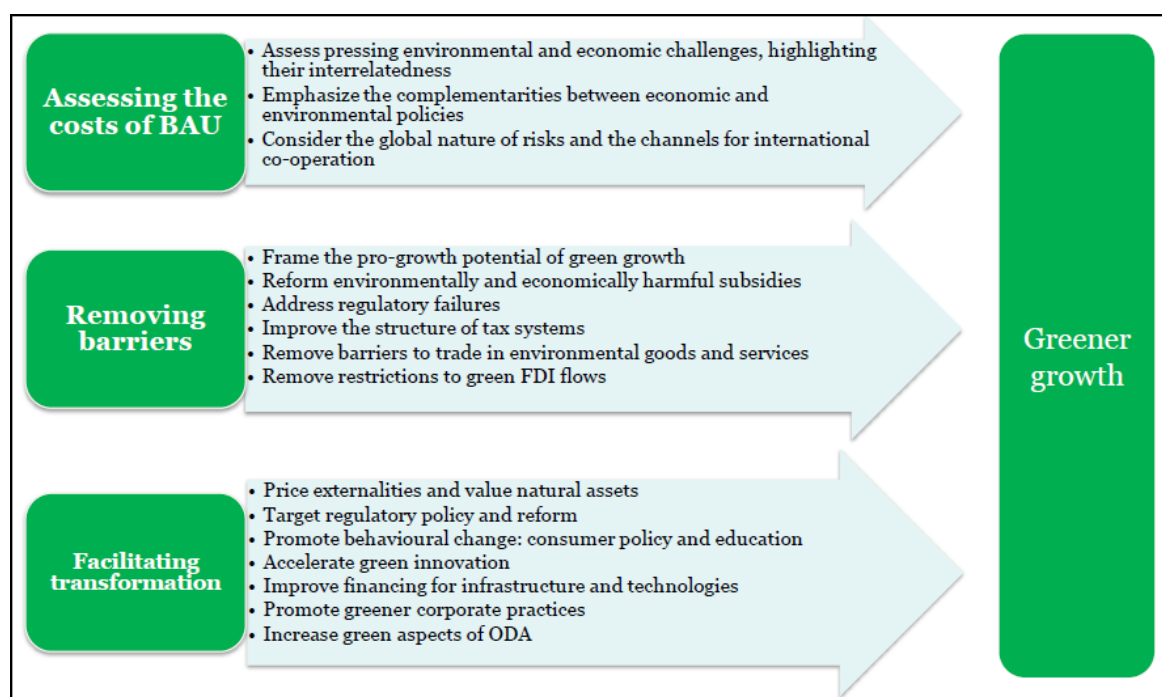 Assessing the
costs of BAU
• Assess pressing environmental and economic challenges, highlighting
their interrelatedness
• Emphasize the complementarities between economic and
environmental policies
• Consider the global nature of risks and the channels for international
co-operation
Removing
barriers
• Frame the pro-growth potential of green growth
• Reform environmentally and economically harmful subsidies
• Address regulatory failures
• Improve the structure of tax systems
• Remove barriers to trade in environmental goods and services
• Remove restrictions to green FDI flows
Facilitating
transformation
• Price externalities and value natural assets
• Target regulatory policy and reform
• Promote behavioural change: consumer policy and education
• Accelerate green innovation
• Improve financing for infrastructure and technologies
• Promote greener corporate practices
• Increase green aspects of ODA
Greener
growth